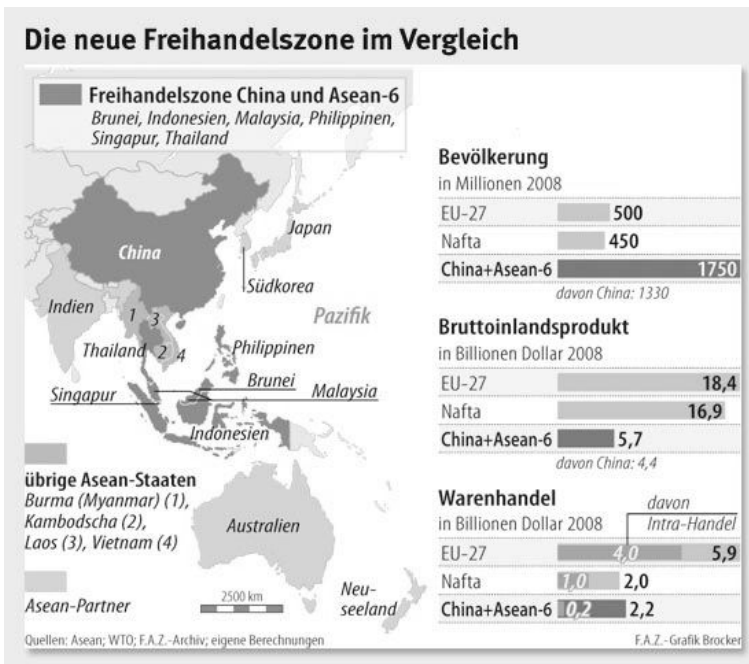 Die neue Freihandelszone im Vergleich
Freihandelszone China und Asean-6
Brunei, Indonesien, Malaysia, Philippinen,
Singapur, Thailand
China
Japan
Südkorea
Indien
1
3
2
4
Pazifik
Thailand
Philippinen
Singapur
Brunei
Malaysia
Indonesien
übrige Asean-Staaten
Burma (Myanmar) (1),
Kambodscha (2),
Laos (3), Vietnam (4)
Asean-Partner
Australien
2500 km
Neu-
seeland
Bevölkerung
in Millionen 2008
EU-27 500
Nafta 450
China+Asean-6 1750
davon China: 1330
Bruttoinlandsprodukt
in Billionen Dollar 2008
EU-27 18,4
Nafta 16,9
China+Asean-6 5,7
davon China: 4,4
Warenhandel
in Billionen Dollar 2008
davon
Intra-Handel
EU-27 4,0 5,9
Nafta 1,0 2,0
China+Asean-6 0,2 2,2
Quellen: Asean; WTO; F.A.Z.-Archiv; eigene Berechnungen
F.A.Z.-Grafik Brocker